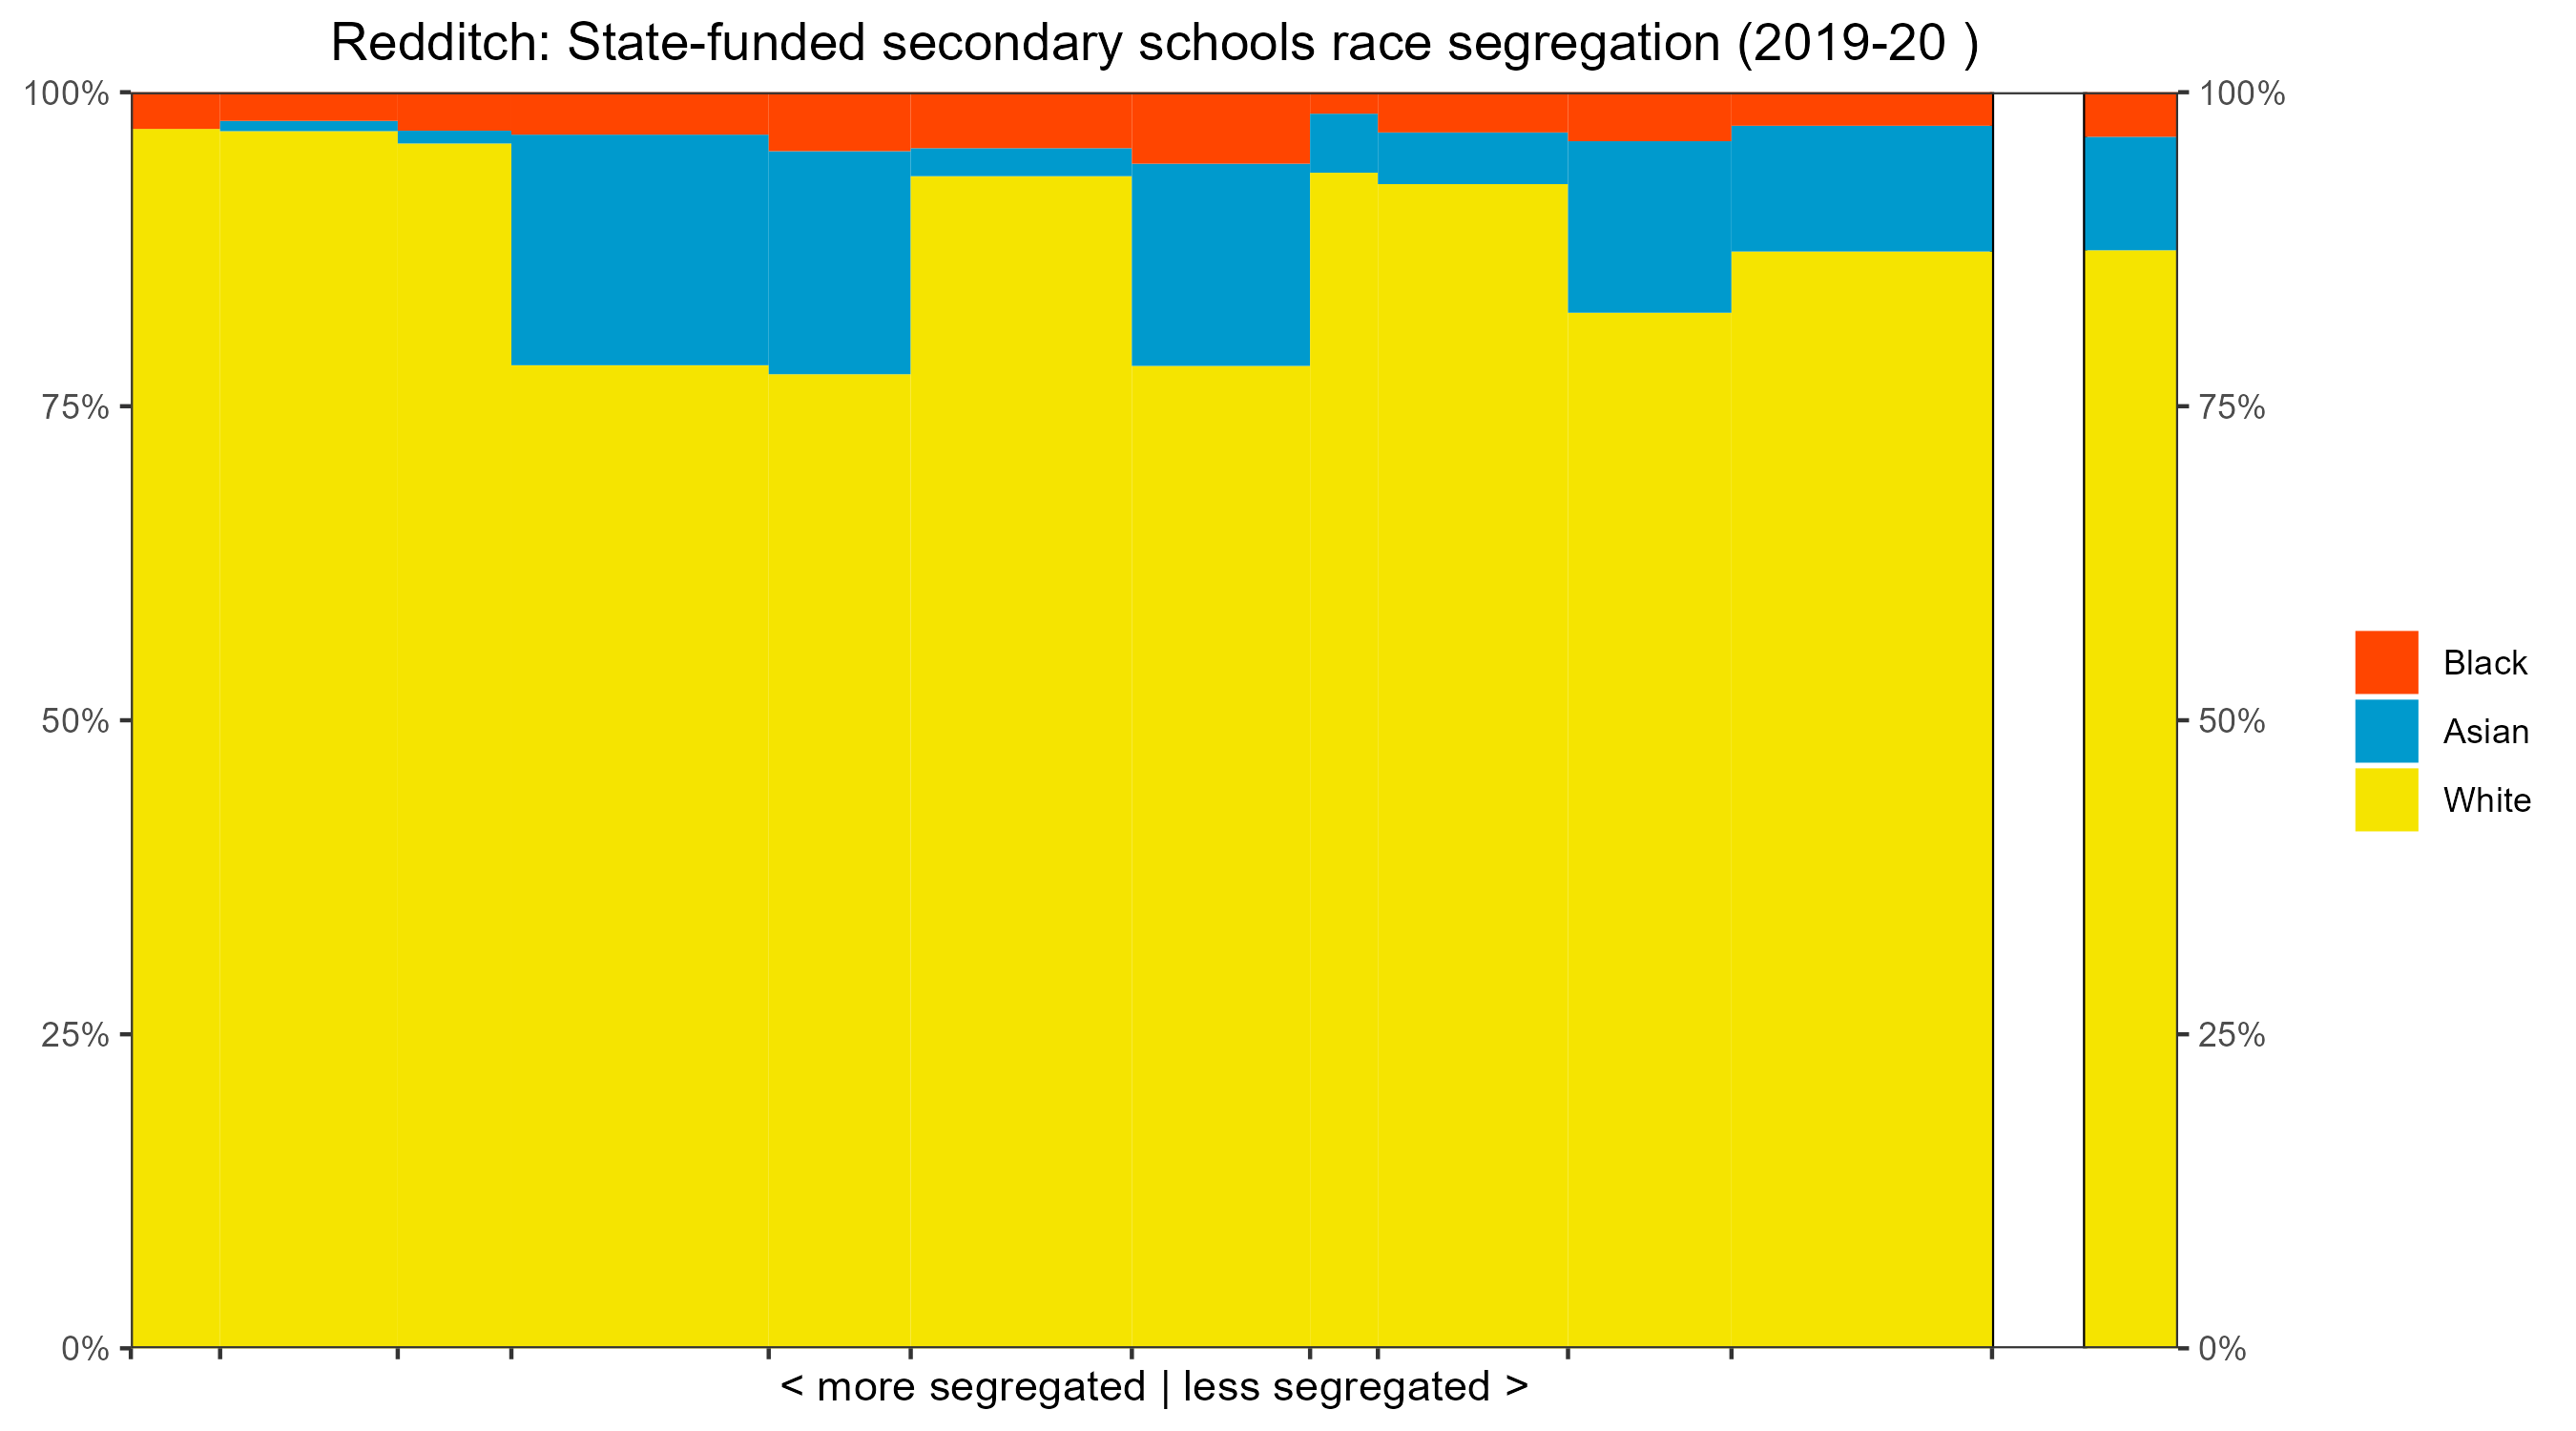 Redditch: State-funded secondary schools race segregation (2019-20 )
100%
75%
50%
25%
0%
100%
75%
50%
25%
0%
Black
Asian
White
< more segregated | less segregated >